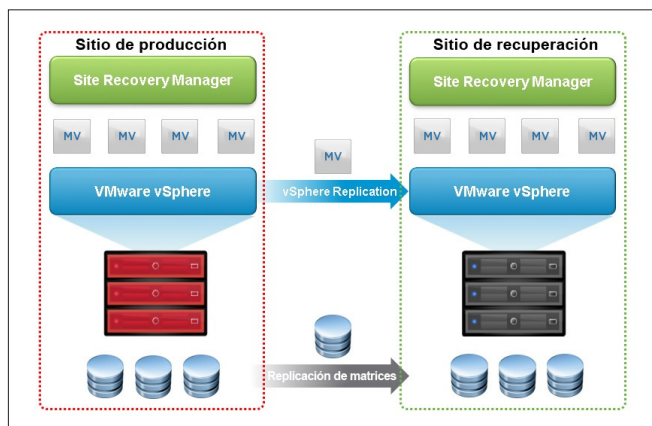 Sitio de producción
Site Recovery Manager
MV
MV
MV
MV
VMware vSphere
MV
vSphere Replication
Replicación de matrices
Sitio de recuperación
Site Recovery Manager
MV
MV
MV
MV
VMware vSphere